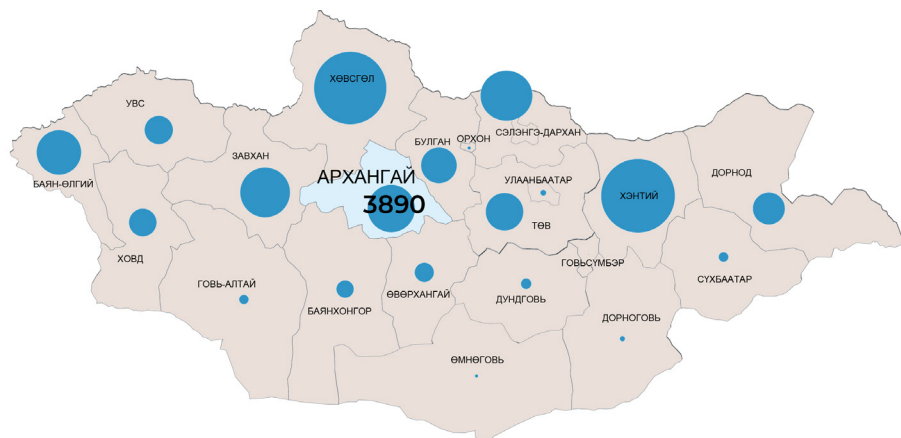 ХӨВСГӨЛ
УВС
БУЛГАН
ОРХОН
СЭЛЭНГЭ-ДАРХАН
ЗАВХАН
АРХАНГАЙ
3890
БАЯН-ӨЛГИЙ
УЛААНБААТАР
ХЭНТИЙ
ДОРНОД
ТӨВ
ХОВД
ГОВЬ-АЛТАЙ
БАЯНХОНГОР
ӨВӨРХАНГАЙ
ДУНДГОВЬ
ГОВЬСҮМБЭР
СҮХБААТАР
ДОРНОГОВЬ
ӨМНӨГОВЬ